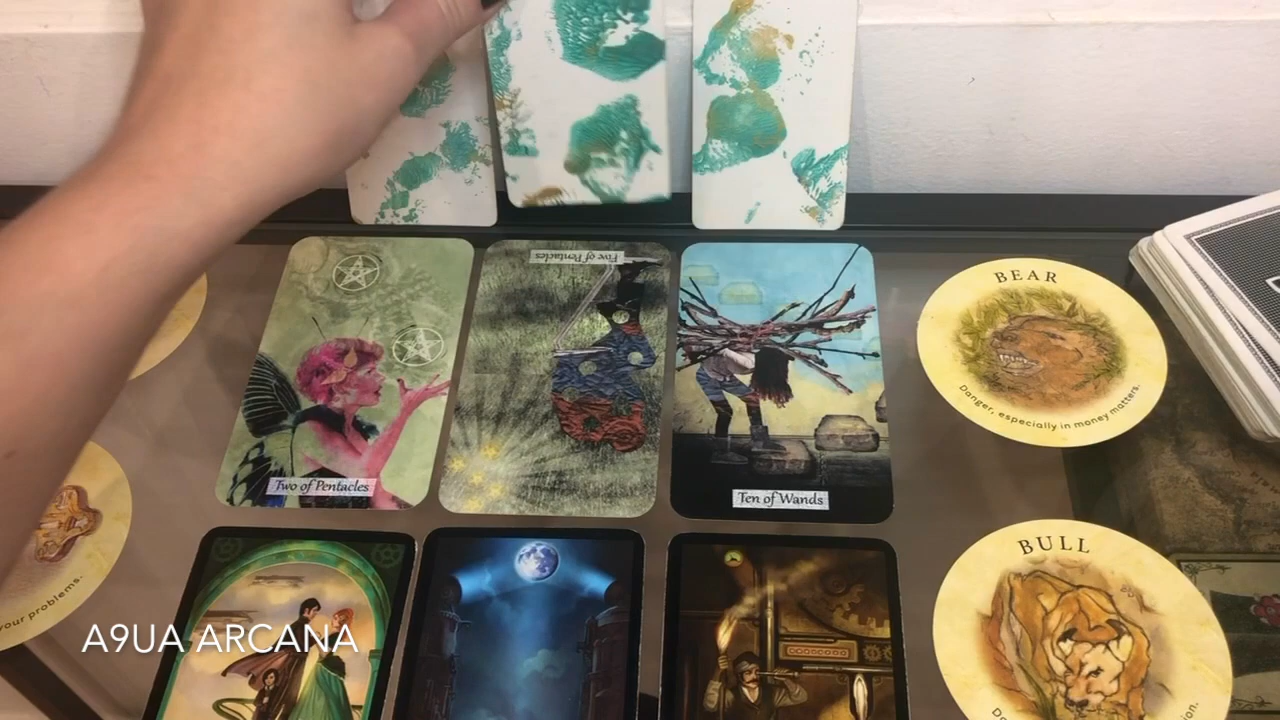 Five of Pentacles
BEAR
Danger, especially in money matters.
Two of Pentacles
Ten of Wands
BULL
your problems.
A9UA ARCANA